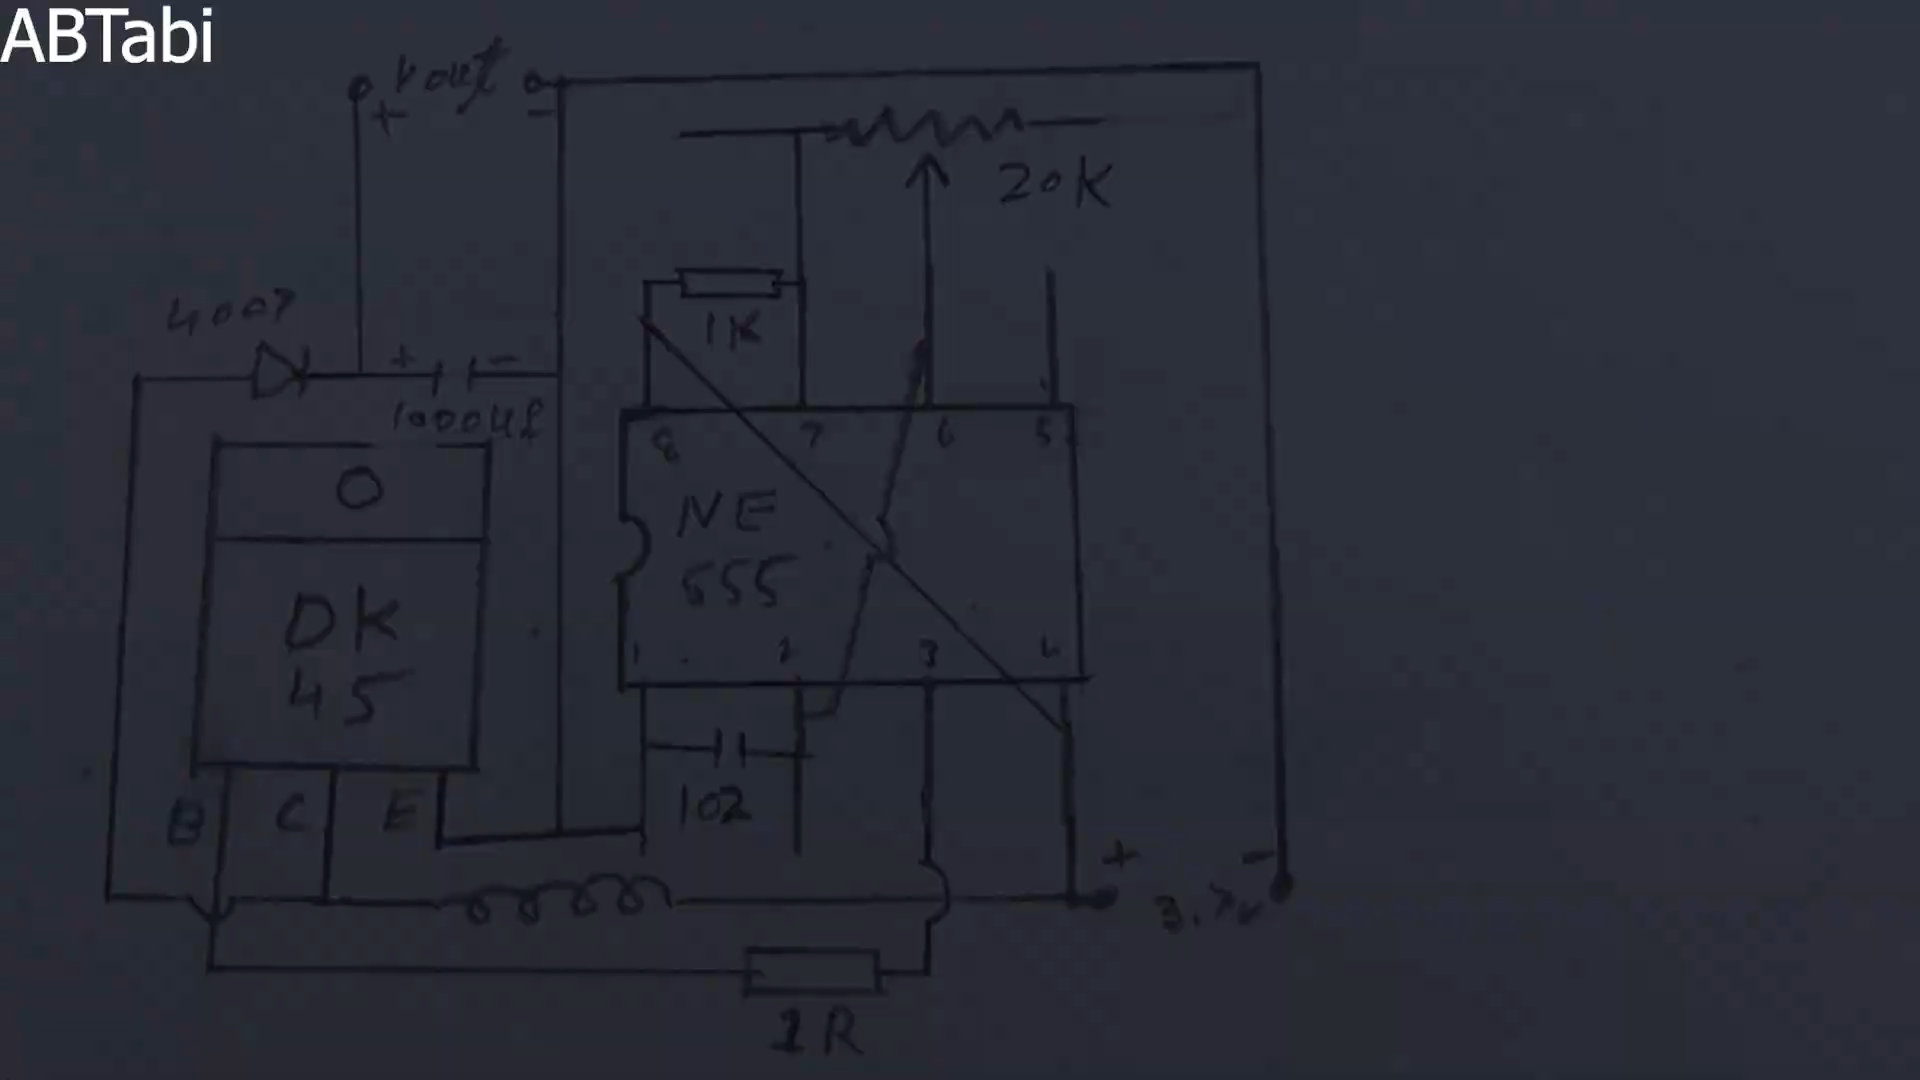 ABTabi
Vout
+ -
20K
1K
4007
+ -
1000uf
8 7 6 5
NE
555
1 2 3 4
DK
45
B C E
102
+ -
3.7v
1R